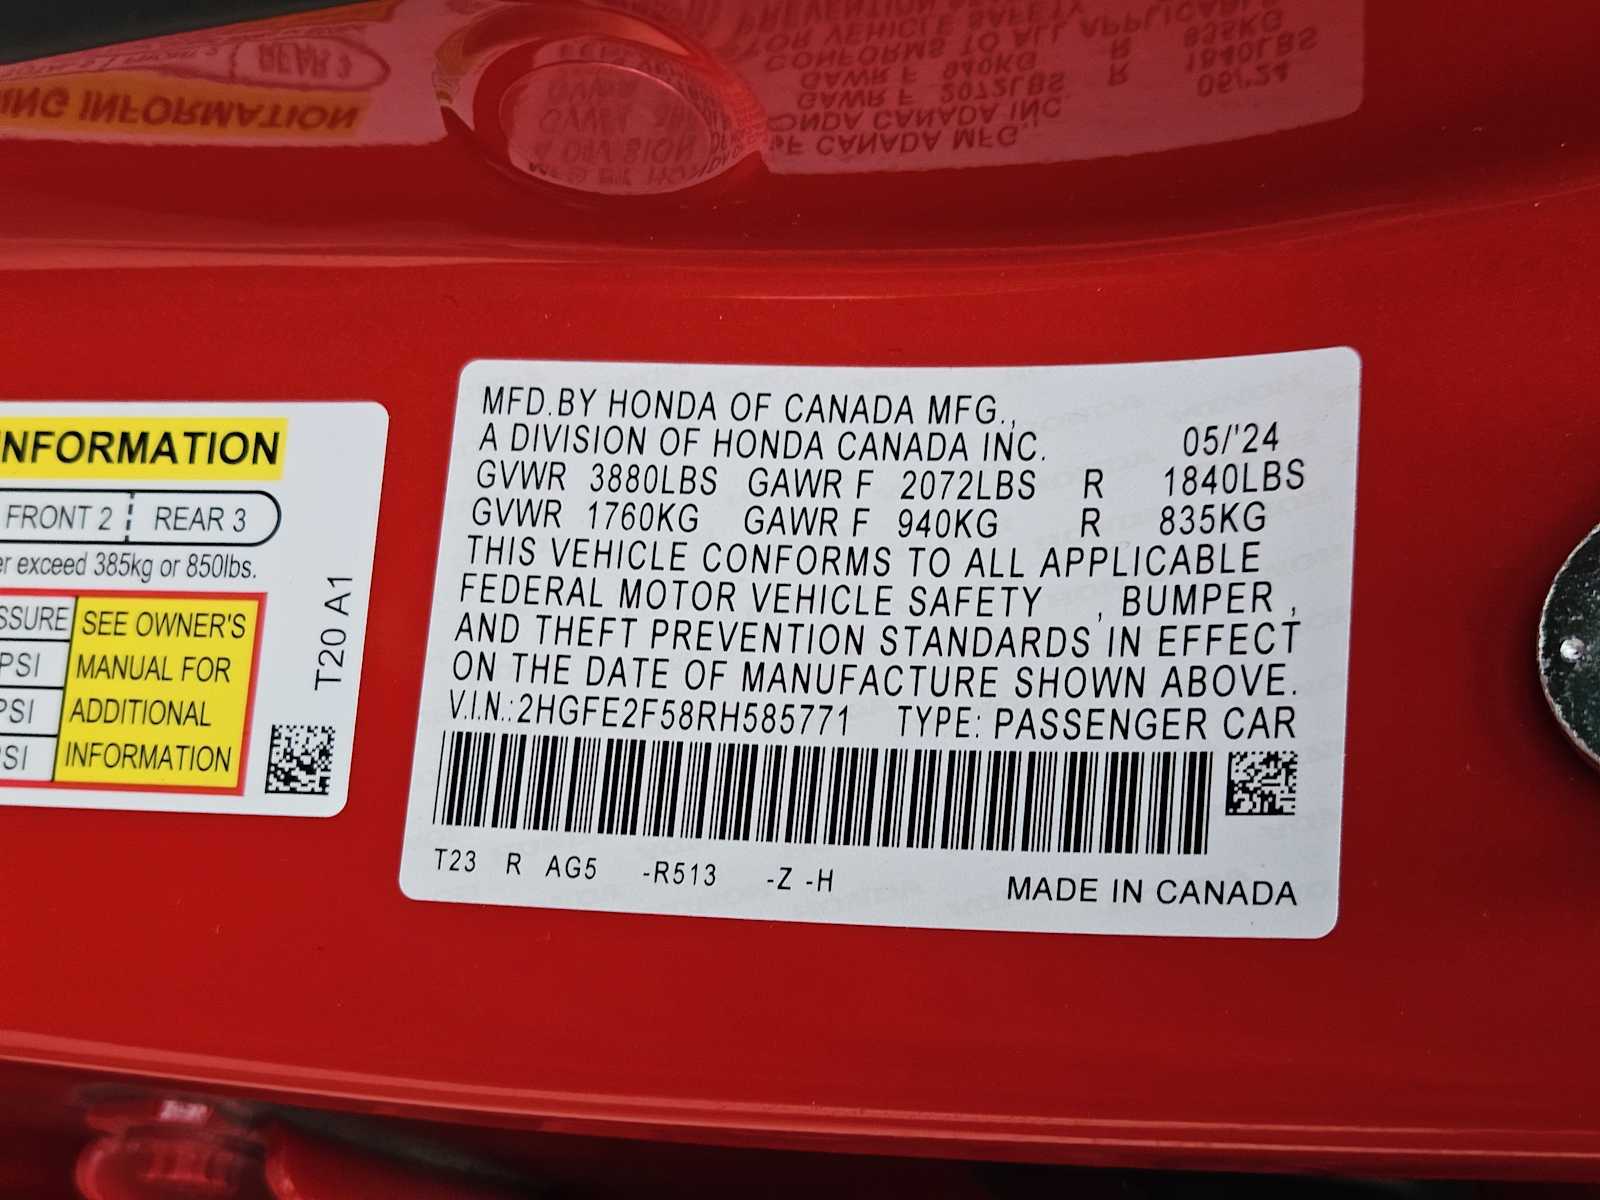 NFORMATION
FRONT 2 REAR 3
exceed 385kg or 850lbs.
SSURE
PSI
PSI
PSI
SEE OWNER'S
MANUAL FOR
ADDITIONAL
INFORMATION
T20 A1
MFD.BY HONDA OF CANADA MFG.,
A DIVISION OF HONDA CANADA INC. 05/'24
GVWR 3880LBS GAWR F 2072LBS R 1840LBS
GVWR 1760KG GAWR F 940KG R 835KG
THIS VEHICLE CONFORMS TO ALL APPLICABLE
FEDERAL MOTOR VEHICLE SAFETY , BUMPER ,
AND THEFT PREVENTION STANDARDS IN EFFECT
ON THE DATE OF MANUFACTURE SHOWN ABOVE.
V.I.N.:2HGFE2F58RH585771 TYPE: PASSENGER CAR
T23 R AG5 -R513 -Z -H
MADE IN CANADA